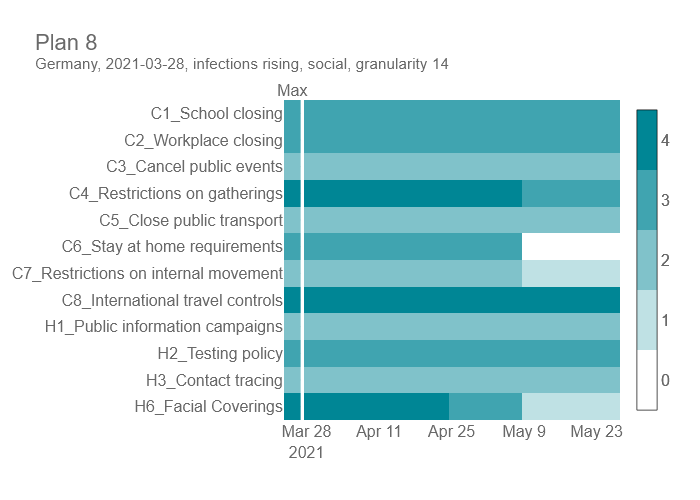 Plan 8
Germany, 2021-03-28, infections rising, social, granularity 14
Max
C1_School closing
C2_Workplace closing
C3_Cancel public events
C4_Restrictions on gatherings
C5_Close public transport
C6_Stay at home requirements
C7_Restrictions on internal movement
C8_International travel controls
H1_Public information campaigns
H2_Testing policy
H3_Contact tracing
H6_Facial Coverings
4
3
2
1
0
Mar 28 Apr 11 Apr 25 May 9 May 23
2021